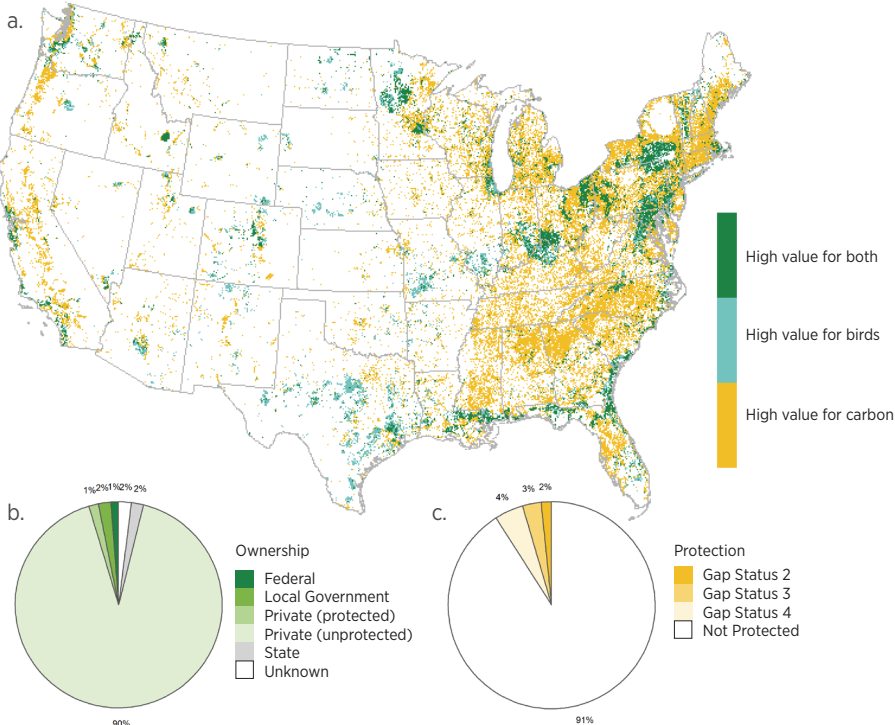 a.
High value for both
High value for birds
High value for carbon
b.
1%2%1%2% 2%
90%
Ownership
Federal
Local Government
Private (protected)
Private (unprotected)
State
Unknown
c.
4% 3% 2%
91%
Protection
Gap Status 2
Gap Status 3
Gap Status 4
Not Protected